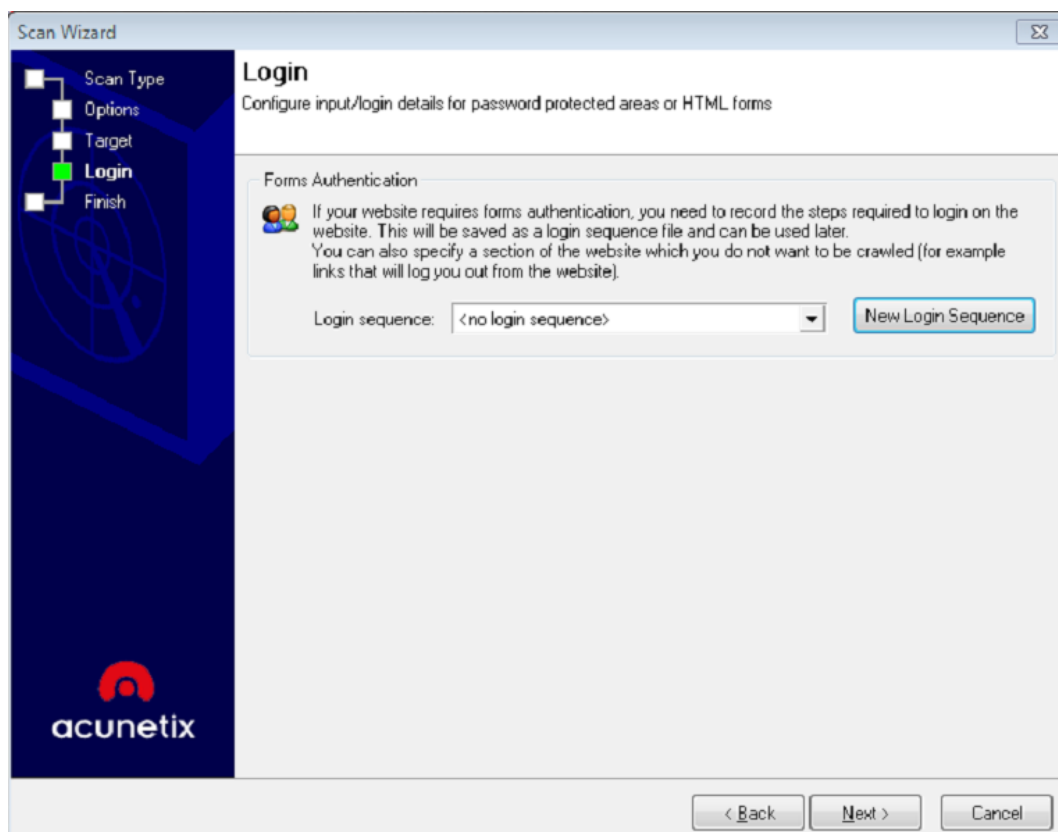 Scan Wizard
Scan Type
Options
Target
Login
Finish
acunetix
Login
Configure input/login details for password protected areas or HTML forms
Forms Authentication
If your website requires forms authentication, you need to record the steps required to login on the
website. This will be saved as a login sequence file and can be used later.
You can also specify a section of the website which you do not want to be crawled (for example
links that will log you out from the website).
Login sequence: <no login sequence> New Login Sequence
< Back Next > Cancel